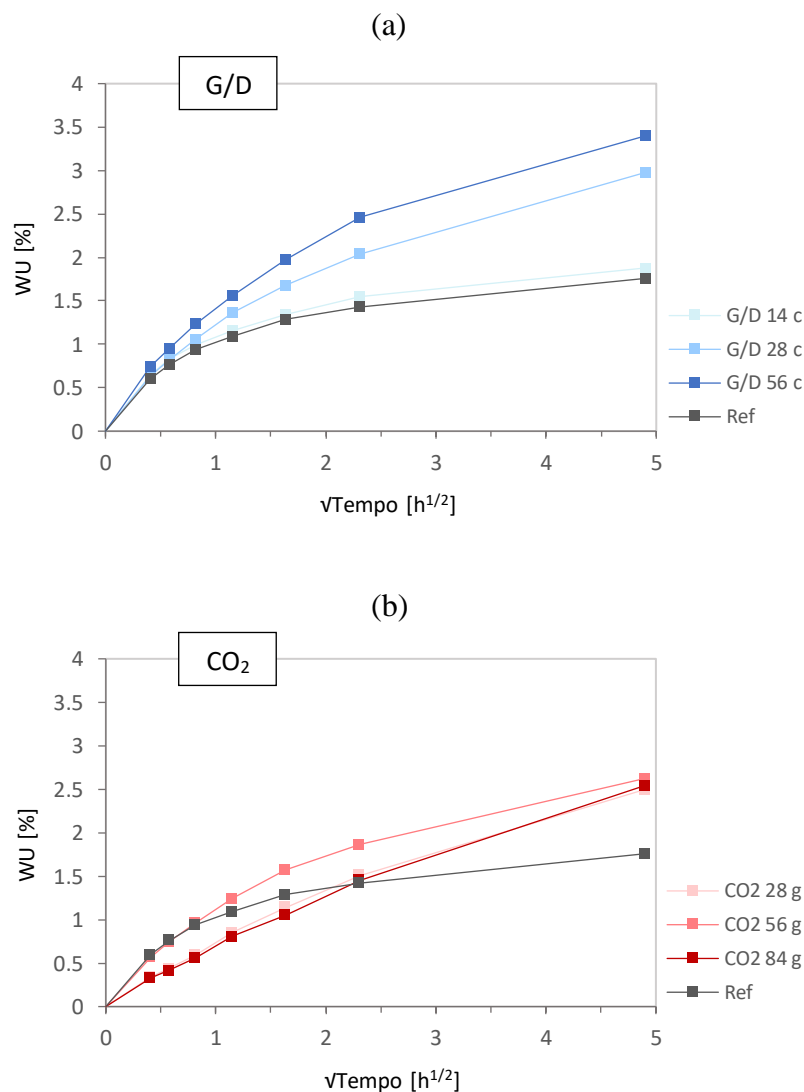 (a)
G/D
4
3.5
3
2.5
2
1.5
1
0.5
0
WU [%]
0 1 2 3 4 5
√Tempo [h1/2]
G/D 14 c
G/D 28 c
G/D 56 c
Ref
(b)
CO2
4
3.5
3
2.5
2
1.5
1
0.5
0
WU [%]
0 1 2 3 4 5
√Tempo [h1/2]
CO2 28 g
CO2 56 g
CO2 84 g
Ref